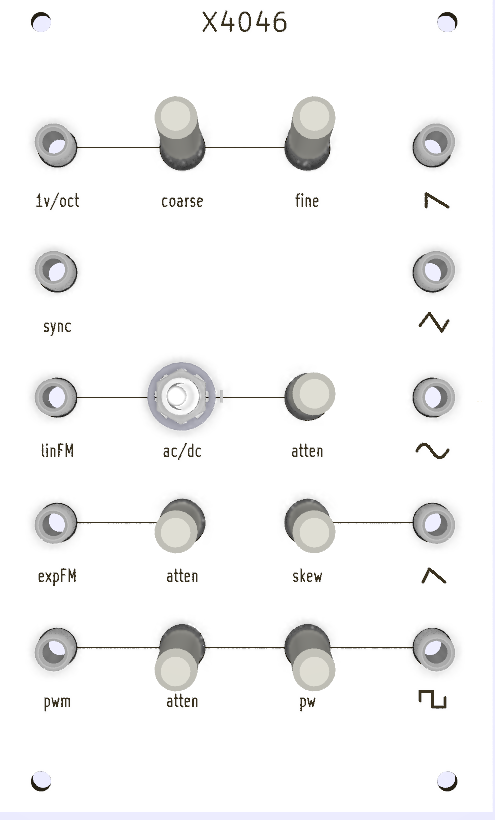 X4046
1v/oct coarse fine
sync
linFM ac/dc atten
expFM atten skew
pwm atten pw